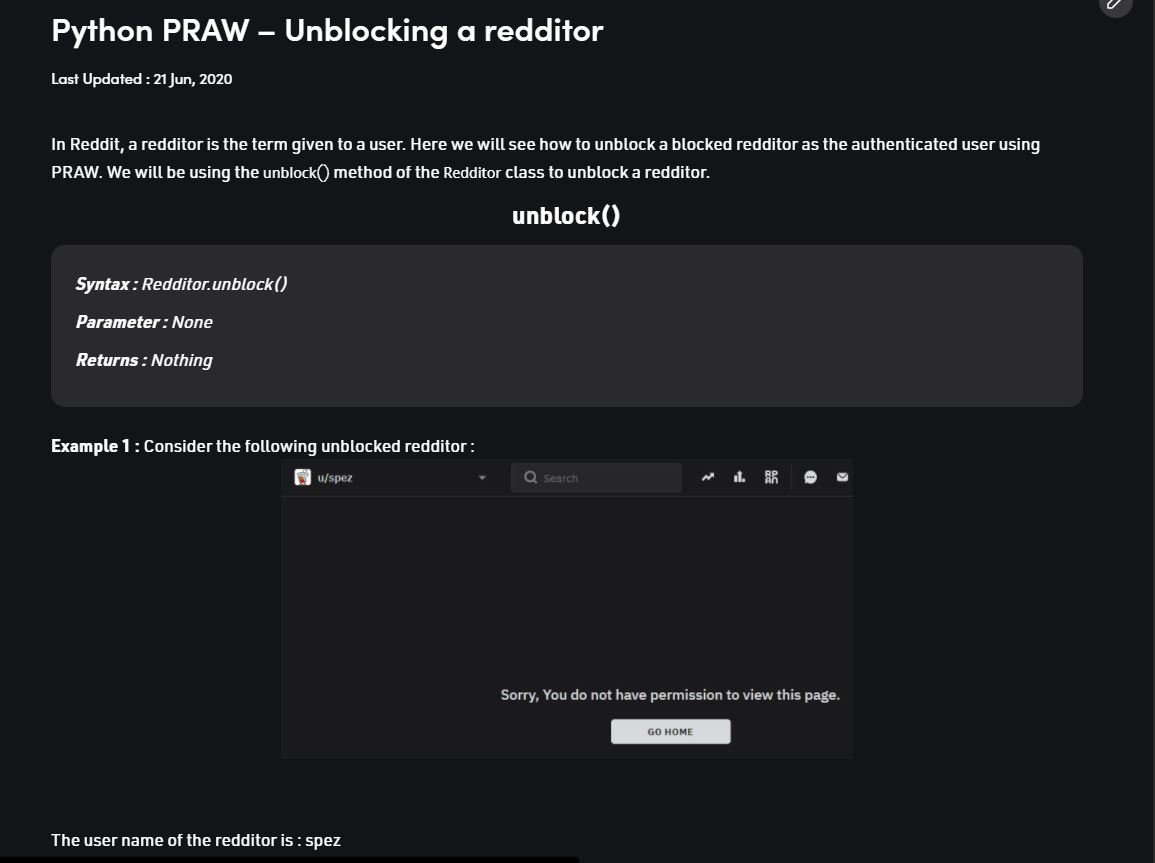 Python PRAW – Unblocking a redditor
Last Updated : 21 Jun, 2020
In Reddit, a redditor is the term given to a user. Here we will see how to unblock a blocked redditor as the authenticated user using
PRAW. We will be using the unblock() method of the Redditor class to unblock a redditor.
unblock()
Syntax : Redditor.unblock()
Parameter : None
Returns : Nothing
Example 1 : Consider the following unblocked redditor :
u/spez
Search
Sorry, You do not have permission to view this page.
GO HOME
The user name of the redditor is : spez